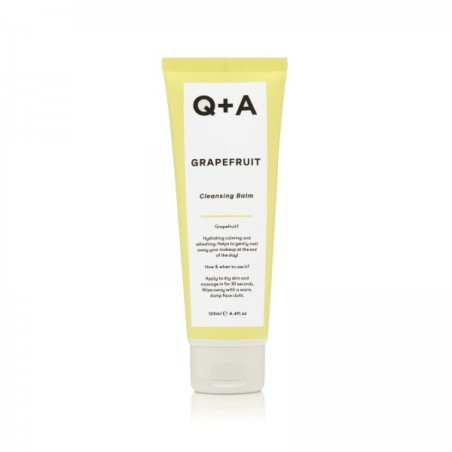 Q+A
GRAPEFRUIT
Cleansing Balm
Grapefruit?
Hydrating calming and
refreshing. Helps to gently melt
away your makeup at the end
of the day!
How & when to use it?
Apply to dry skin and
massage in for 30 seconds.
Wipe away with a warm,
damp face cloth.
125ml ℮ 4.4fl.oz